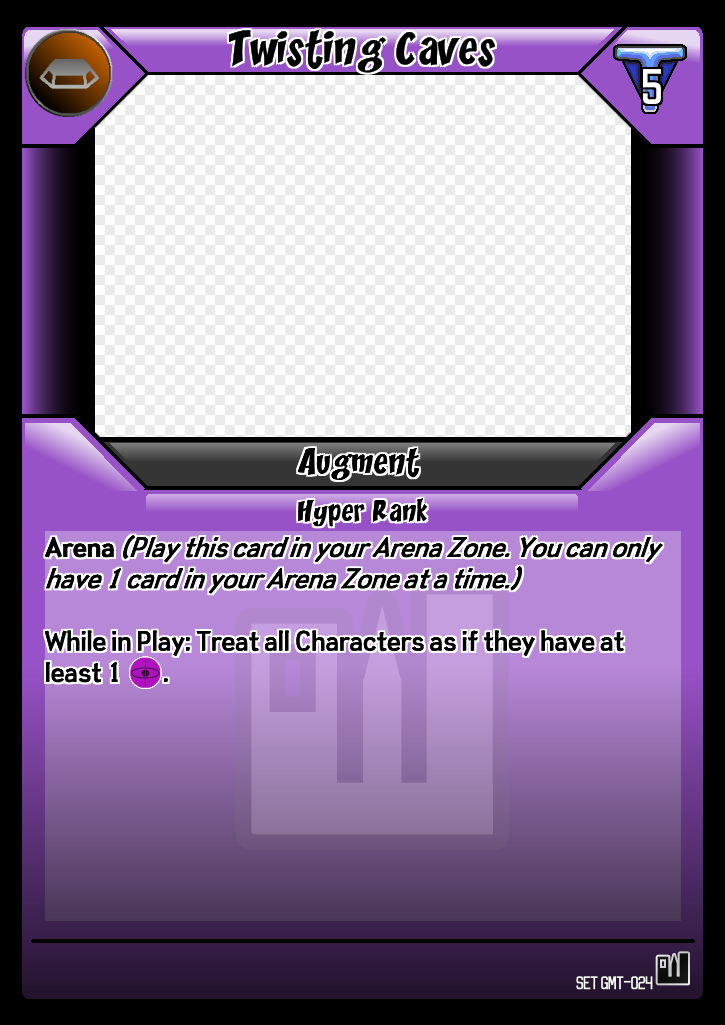 Twisting Caves
5
Augment
Hyper Rank
Arena (Play this card in your Arena Zone. You can only
have 1 card in your Arena Zone at a time.)
While in Play: Treat all Characters as if they have at
least 1 .
SET GMT-024